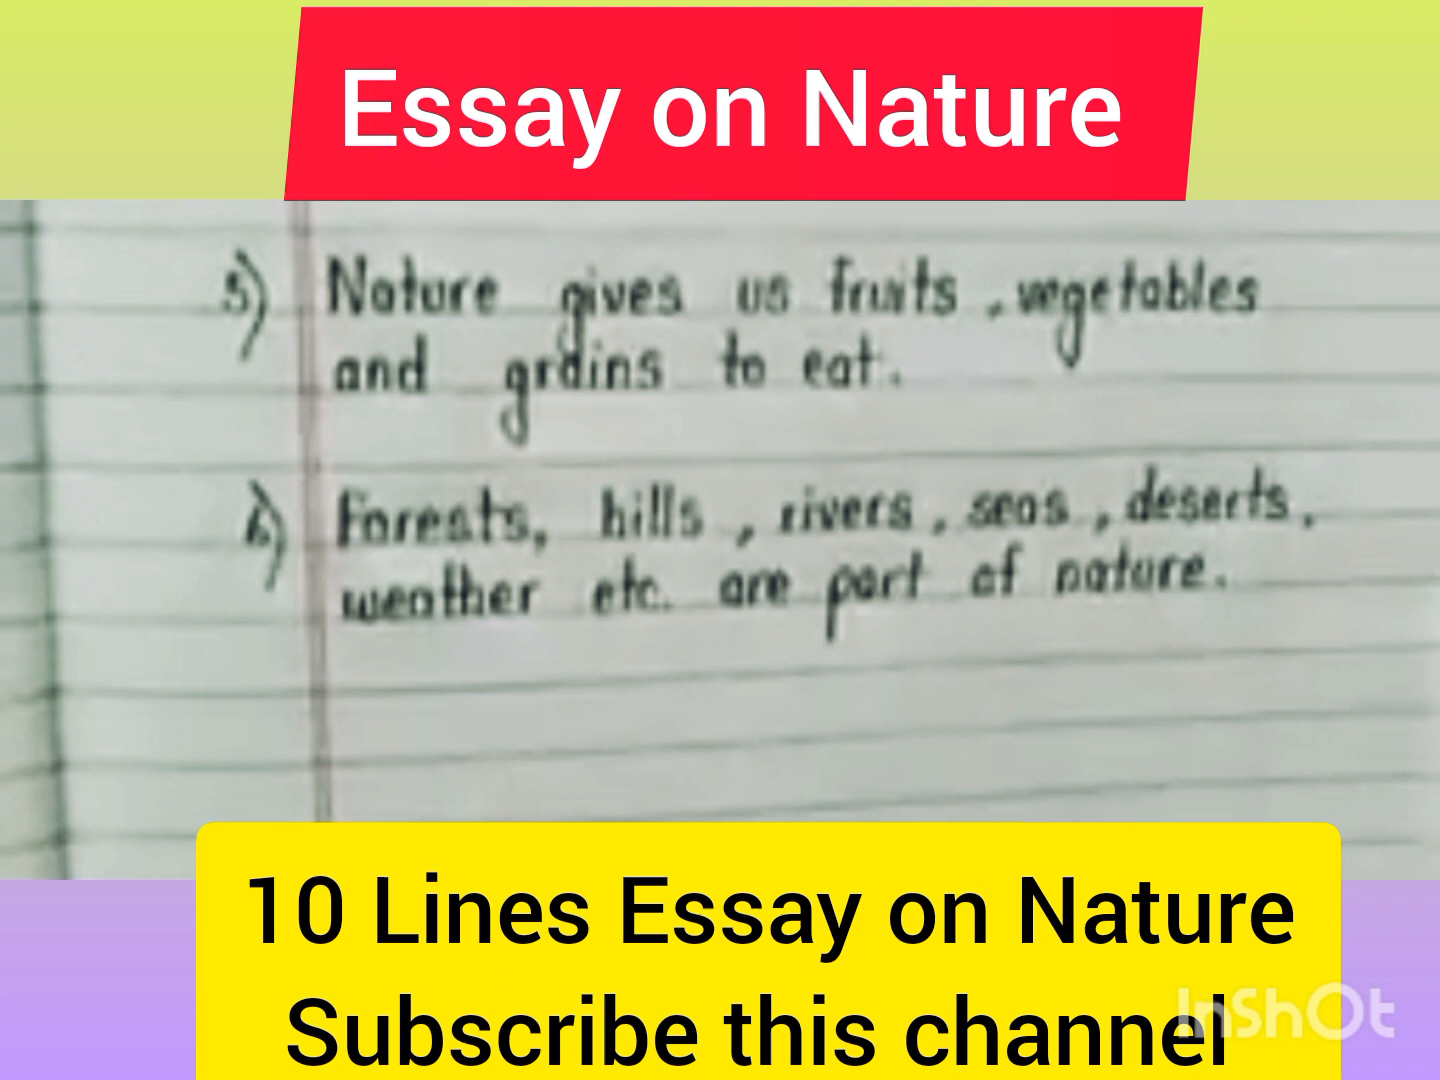 Essay on Nature
5) Nature gives us fruits , vegetables
and grains to eat.
6) Forests, hills , rivers , seas , deserts,
weather etc. are part of nature.
10 Lines Essay on Nature
Subscribe this channel
InShOt